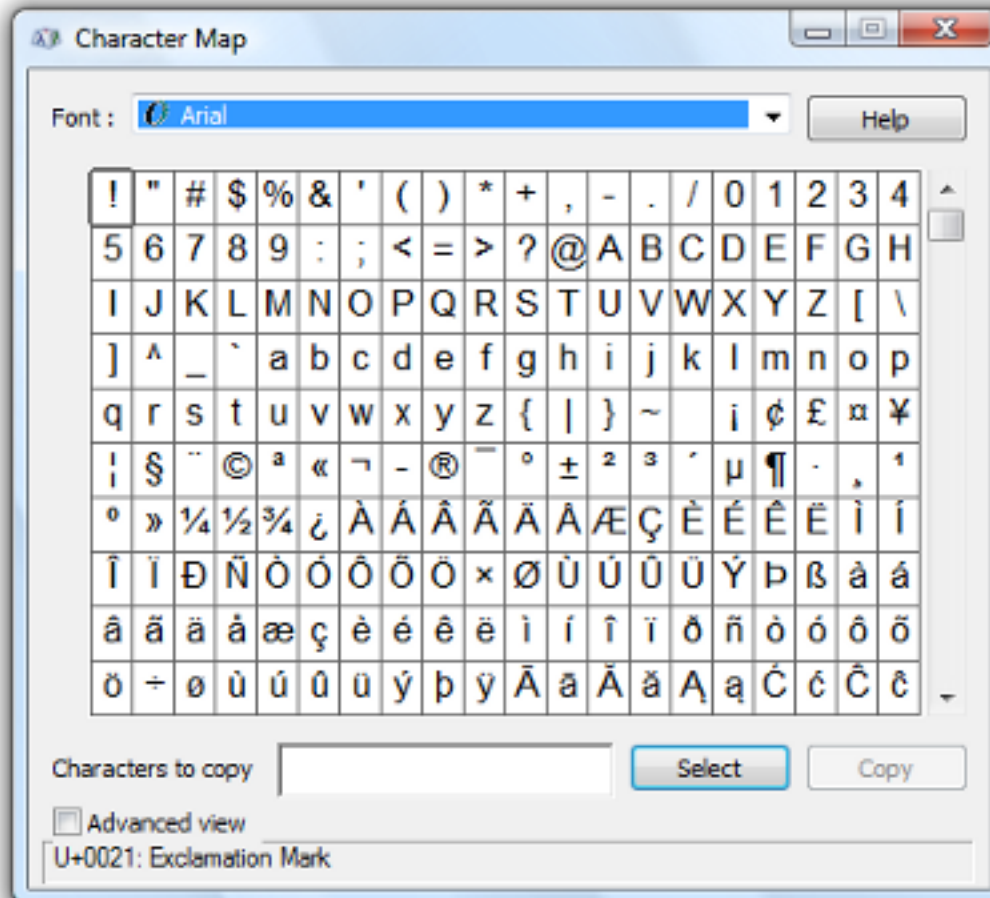 Character Map
Font : Arial Help
! " # $ % & ' ( ) * + , - . / 0 1 2 3 4
5 6 7 8 9 : ; < = > ? @ A B C D E F G H
I J K L M N O P Q R S T U V W X Y Z [ \
] ^ _ ` a b c d e f g h i j k l m n o p
q r s t u v w x y z { | } ~ ¡ ¢ £ ¤ ¥
¦ § ¨ © ª « ¬ - ® ¯ ° ± ² ³ ´ µ ¶ · ¸ ¹
º » ¼ ½ ¾ ¿ À Á Â Ã Ä Å Æ Ç È É Ê Ë Ì Í
Î Ï Ð Ñ Ò Ó Ô Õ Ö × Ø Ù Ú Û Ü Ý Þ ß à á
â ã ä å æ ç è é ê ë ì í î ï ð ñ ò ó ô õ
ö ÷ ø ù ú û ü ý þ ÿ Ā ā Ă ă Ą ą Ć ć Ĉ ĉ
Characters to copy Select Copy
Advanced view
U+0021: Exclamation Mark